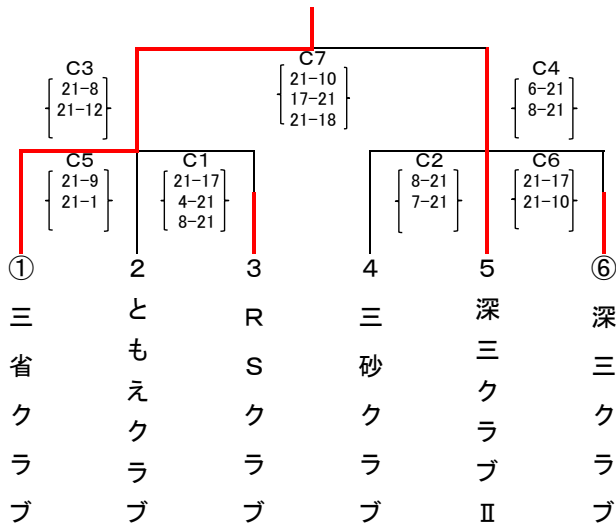 C7
21-10
17-21
21-18
C3
21-8
21-12
C4
6-21
8-21
C5
21-9
21-1
C1
21-17
4-21
8-21
C2
8-21
7-21
C6
21-17
21-10
①
三省クラブ
2
ともえクラブ
3
RSクラブ
4
三砂クラブ
5
深三クラブⅡ
⑥
深三クラブ